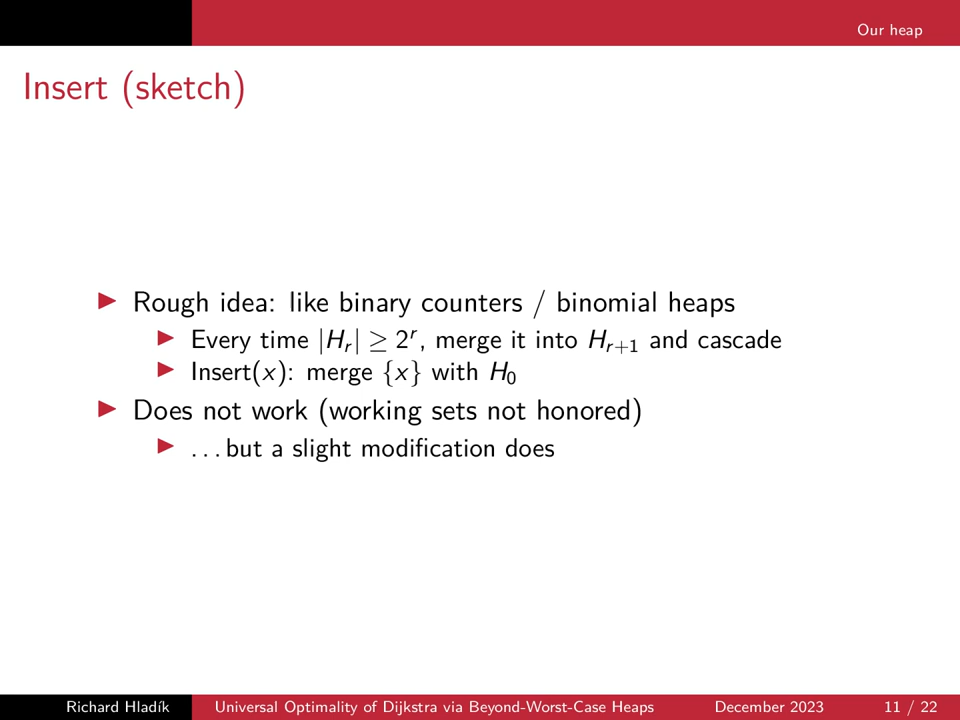 Our heap
Insert (sketch)
▶ Rough idea: like binary counters / binomial heaps
▶ Every time |H_r| ≥ 2^r, merge it into H_{r+1} and cascade
▶ Insert(x): merge {x} with H_0
▶ Does not work (working sets not honored)
▶ ...but a slight modification does
Richard Hladík Universal Optimality of Dijkstra via Beyond-Worst-Case Heaps December 2023 11 / 22